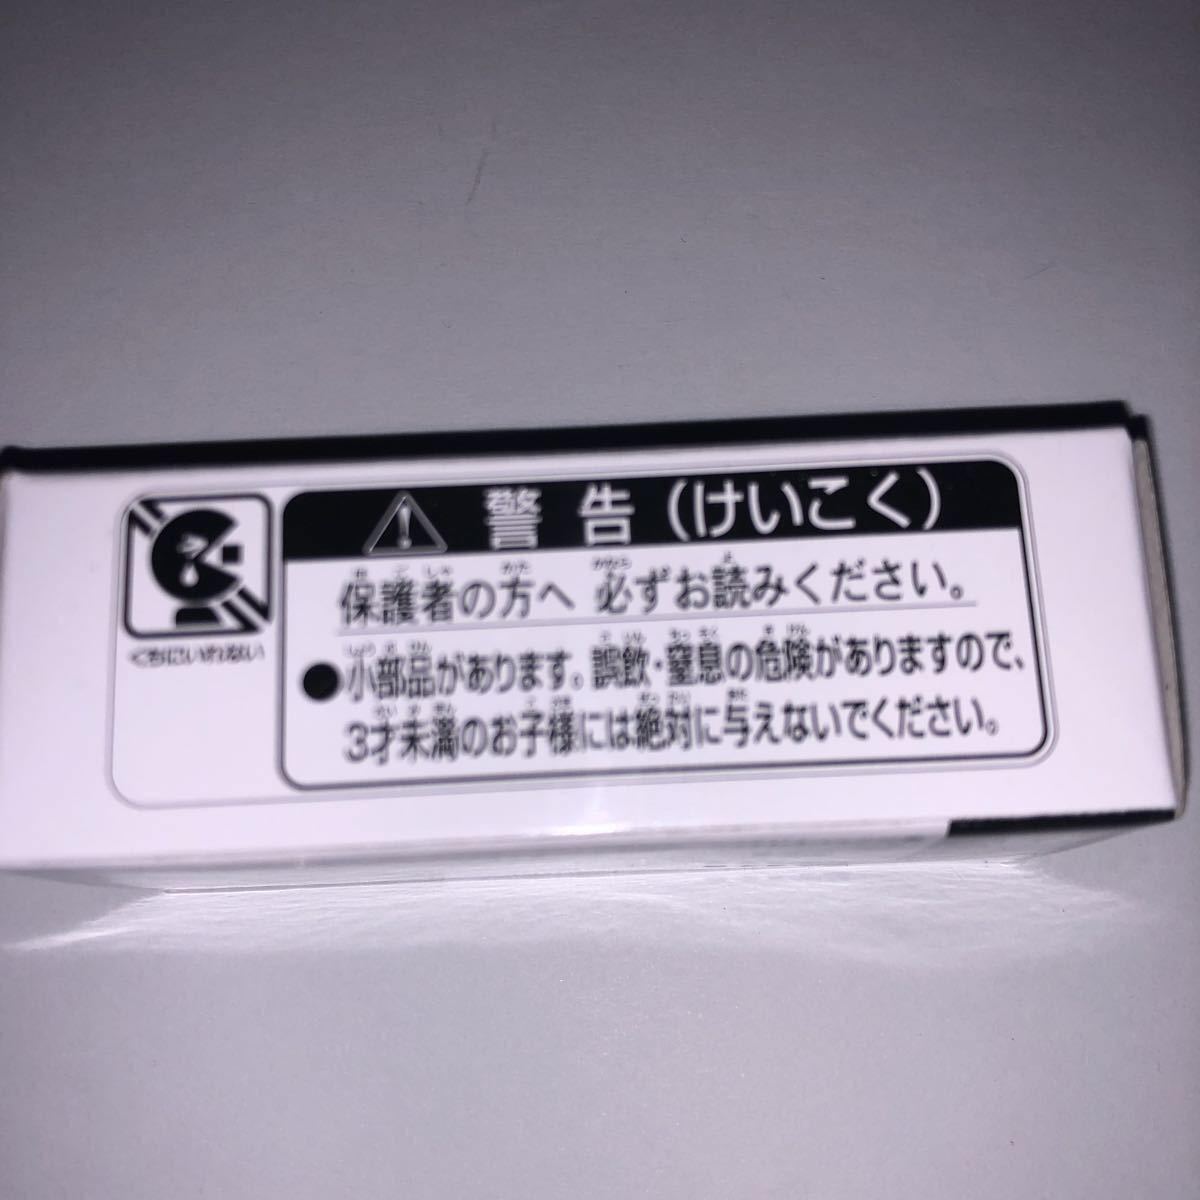 警告(けいこく)
保護者の方へ 必ずお読みください。
●小部品があります。誤飲・窒息の危険がありますので、
3才未満のお子様には絶対に与えないでください。
くちにいれない